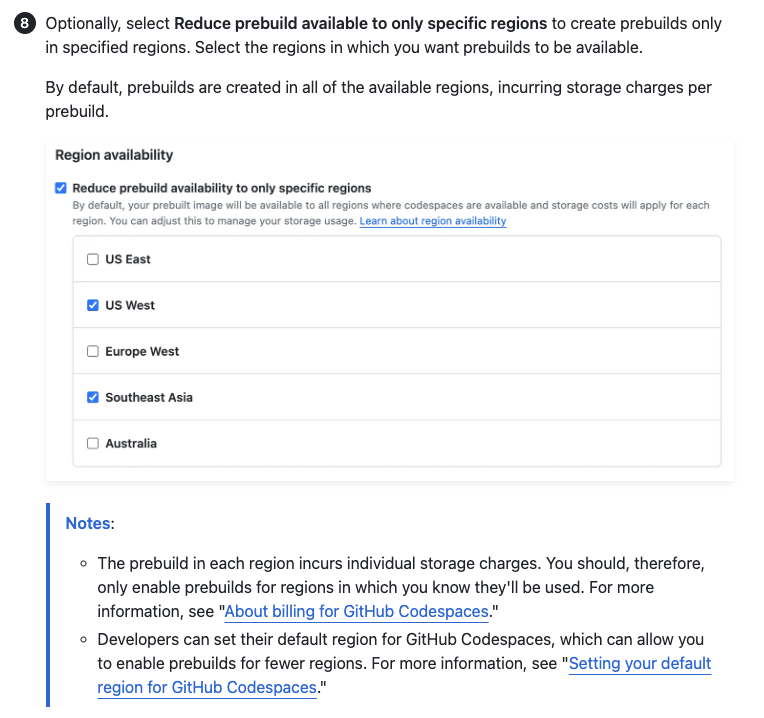 8 Optionally, select Reduce prebuild available to only specific regions to create prebuilds only
in specified regions. Select the regions in which you want prebuilds to be available.
By default, prebuilds are created in all of the available regions, incurring storage charges per
prebuild.
Region availability
Reduce prebuild availability to only specific regions
By default, your prebuilt image will be available to all regions where codespaces are available and storage costs will apply for each
region. You can adjust this to manage your storage usage. Learn about region availability
US East
US West
Europe West
Southeast Asia
Australia
Notes:
The prebuild in each region incurs individual storage charges. You should, therefore,
only enable prebuilds for regions in which you know they'll be used. For more
information, see "About billing for GitHub Codespaces."
Developers can set their default region for GitHub Codespaces, which can allow you
to enable prebuilds for fewer regions. For more information, see "Setting your default
region for GitHub Codespaces."